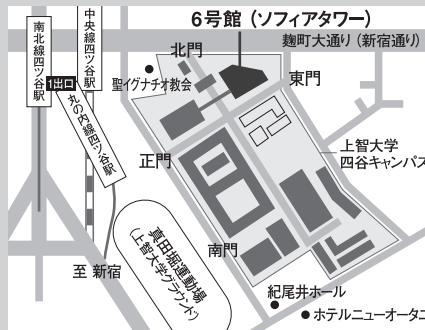 6号館（ソフィアタワー）
麹町大通り（新宿通り）
南北線四ツ谷駅
中央線四ツ谷駅
1出口
丸の内線四ツ谷駅
北門
聖イグナチオ教会
東門
正門
上智大学
四谷キャンパス
南門
真田堀運動場
（上智大学グラウンド）
至 新宿
紀尾井ホール
ホテルニューオータニ